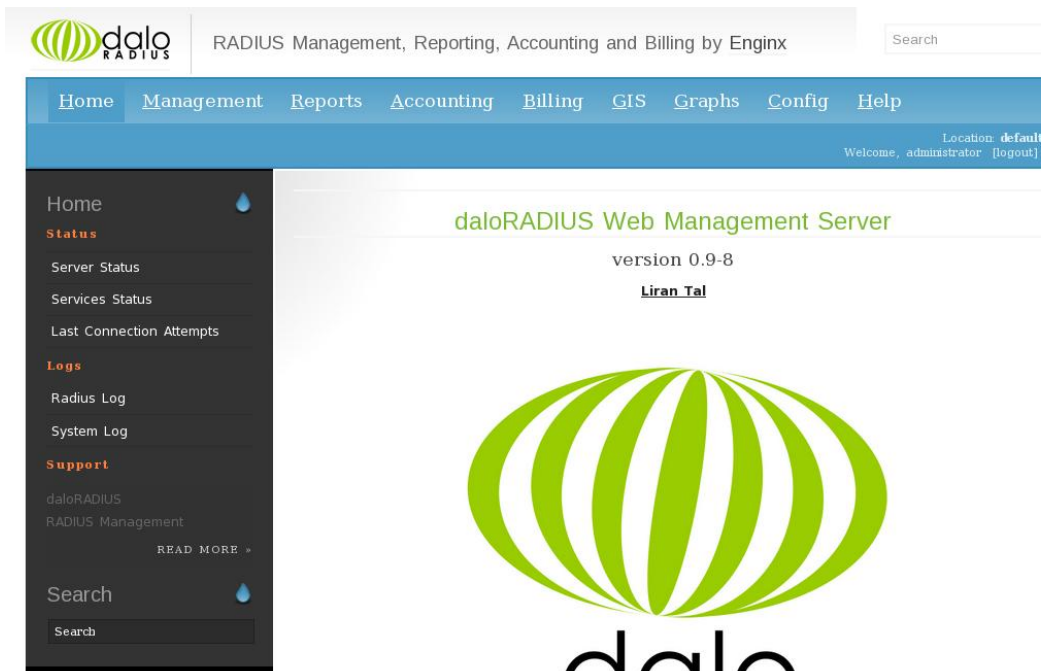 dalo
RADIUS
RADIUS Management, Reporting, Accounting and Billing by Enginx
Search
Home Management Reports Accounting Billing GIS Graphs Config Help
Location: default
Welcome, administrator [logout]
Home
Status
Server Status
Services Status
Last Connection Attempts
Logs
Radius Log
System Log
Support
daloRADIUS
RADIUS Management
READ MORE »
Search
Search
daloRADIUS Web Management Server
version 0.9-8
Liran Tal
dalo